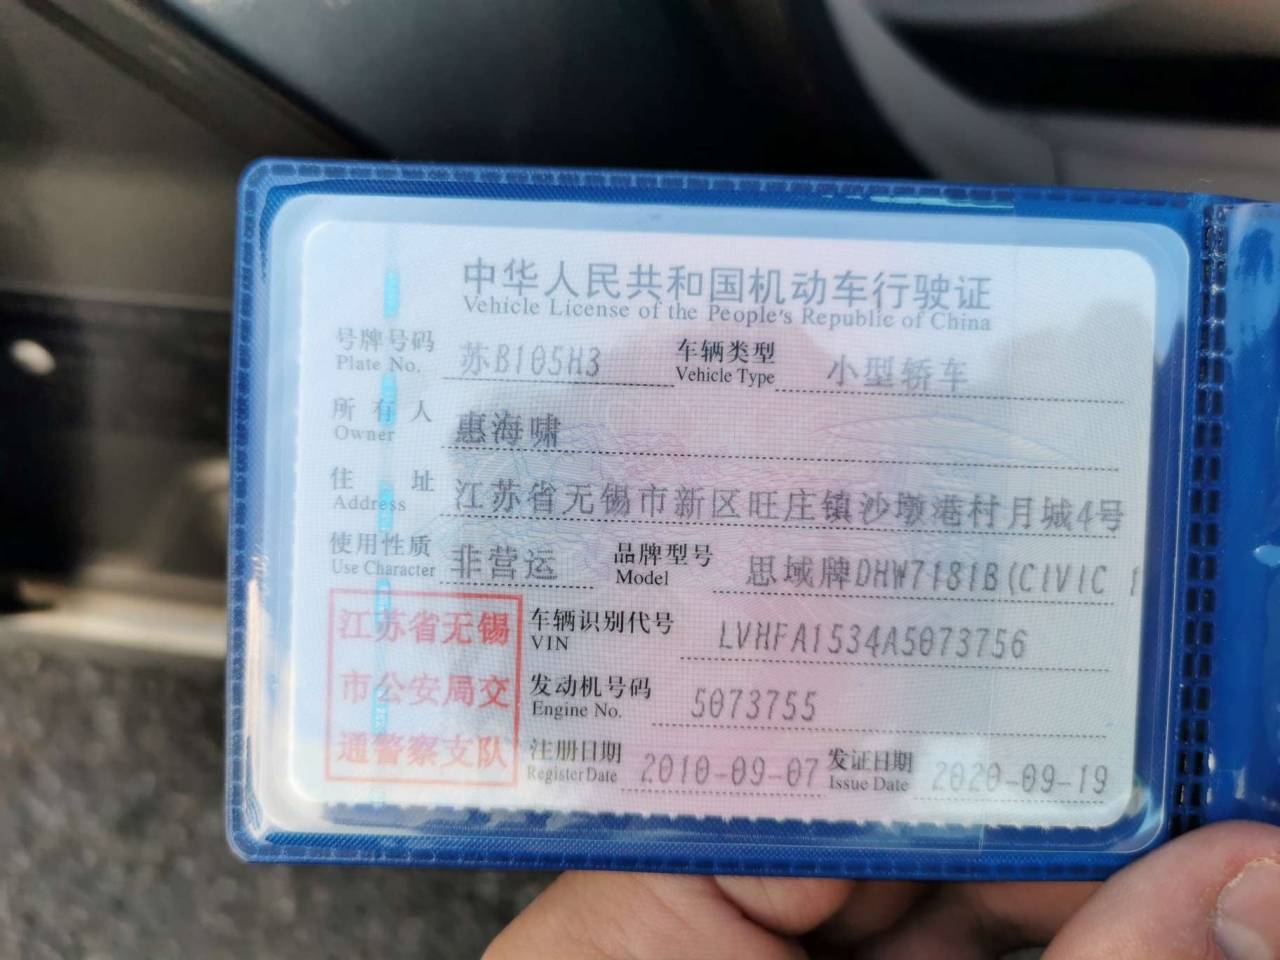 中华人民共和国机动车行驶证
Vehicle License of the People's Republic of China
号牌号码 苏B105H3 车辆类型 小型轿车
Plate No. Vehicle Type
所有人 惠海啸
Owner
住址 江苏省无锡市新区旺庄镇沙墩港村月城4号
Address
使用性质 非营运 品牌型号 思域牌DHW7181B(CIVIC 1
Use Character Model
江苏省无锡
市公安局交
通警察支队
车辆识别代号 LVHFA1534A5073756
VIN
发动机号码 5073755
Engine No.
注册日期 2010-09-07 发证日期 2020-09-19
Register Date Issue Date